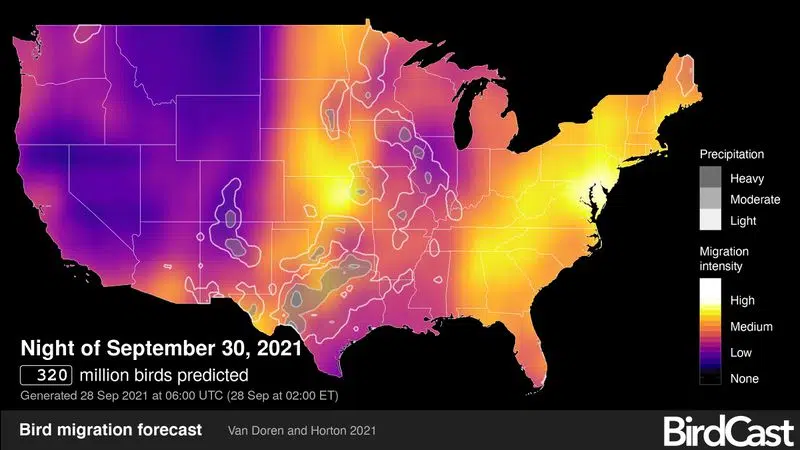 Precipitation
Heavy
Moderate
Light
Migration
intensity
High
Medium
Low
None
Night of September 30, 2021
320 million birds predicted
Generated 28 Sep 2021 at 06:00 UTC (28 Sep at 02:00 ET)
Bird migration forecast Van Doren and Horton 2021
BirdCast